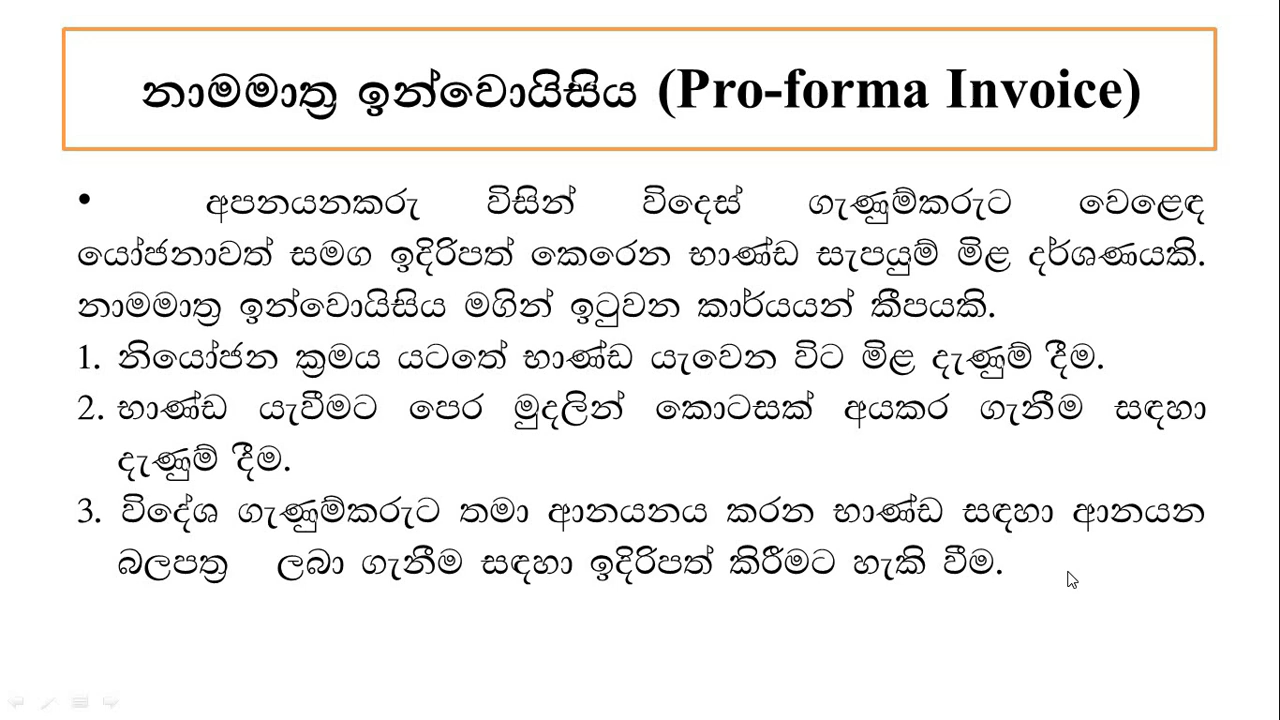 නාමමාත්‍ර ඉන්වොයිසිය (Pro-forma Invoice)
• අපනයනකරු විසින් විදෙස් ගැණුම්කරුට වෙළෙඳ
යෝජනාවත් සමග ඉදිරිපත් කෙරෙන භාණ්ඩ සැපයුම් මිළ දර්ශණයකි.
නාමමාත්‍ර ඉන්වොයිසිය මගින් ඉටුවන කාර්යයන් කීපයකි.
1. නියෝජන ක්‍රමය යටතේ භාණ්ඩ යැවෙන විට මිළ දැණුම් දීම.
2. භාණ්ඩ යැවීමට පෙර මුදලින් කොටසක් අයකර ගැනීම සඳහා
දැණුම් දීම.
3. විදේශ ගැණුම්කරුට තමා ආනයනය කරන භාණ්ඩ සඳහා ආනයන
බලපත්‍ර ලබා ගැනීම සඳහා ඉදිරිපත් කිරීමට හැකි වීම.